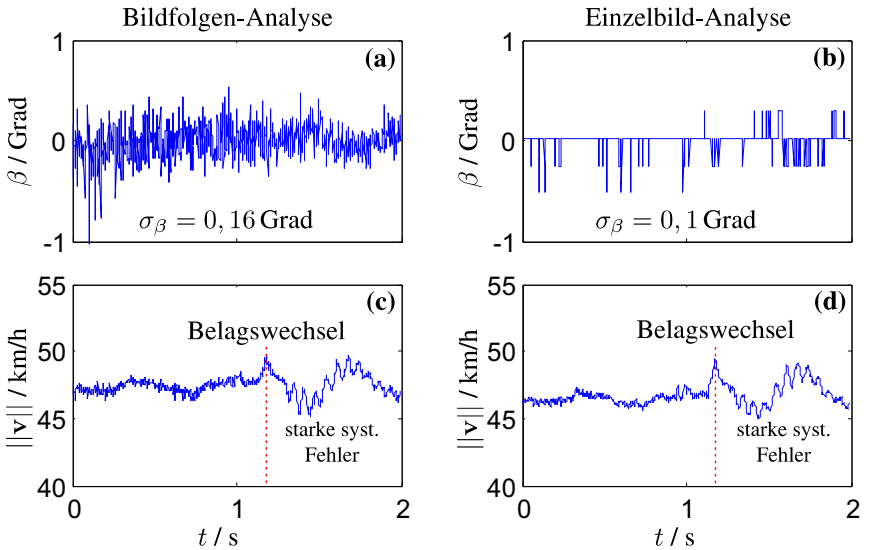 Bildfolgen-Analyse
Einzelbild-Analyse
1
0
-1
β / Grad
(a)
σβ = 0, 16 Grad
1
0
-1
β / Grad
(b)
σβ = 0, 1 Grad
55
50
45
40
||v|| / km/h
(c)
Belagswechsel
starke syst.
Fehler
0 1 2
t / s
55
50
45
40
||v|| / km/h
(d)
Belagswechsel
starke syst.
Fehler
0 1 2
t / s